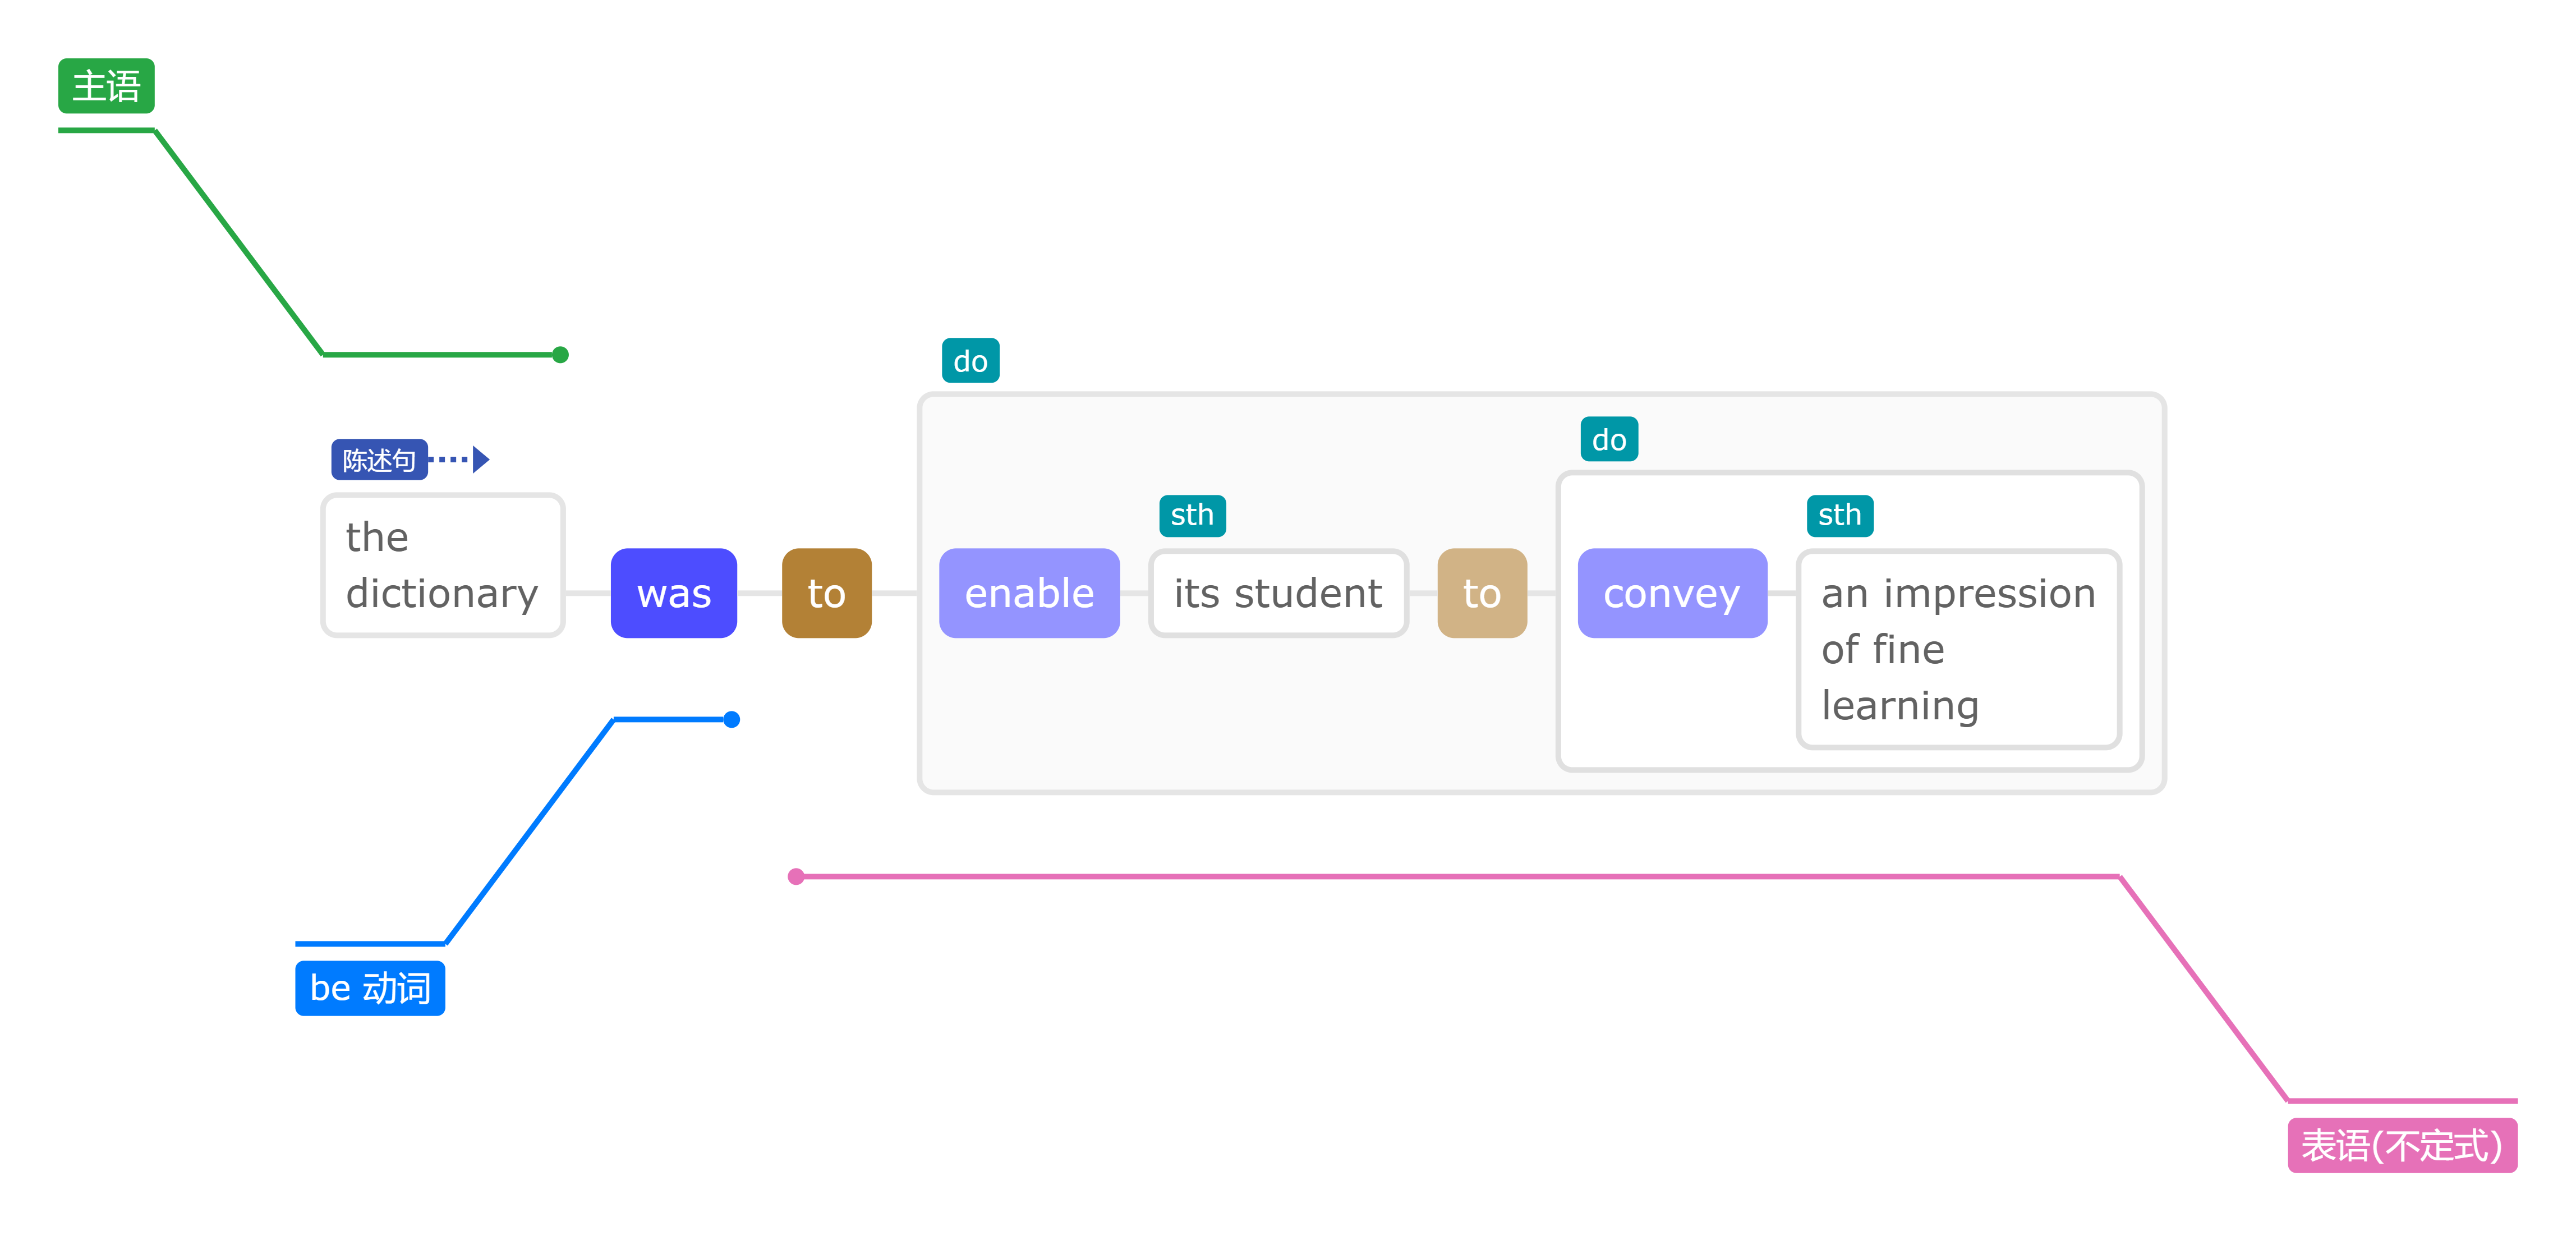 主语
do
do
陈述句
sth
sth
the
dictionary
was
to
enable
its student
to
convey
an impression
of fine
learning
be 动词
表语(不定式)